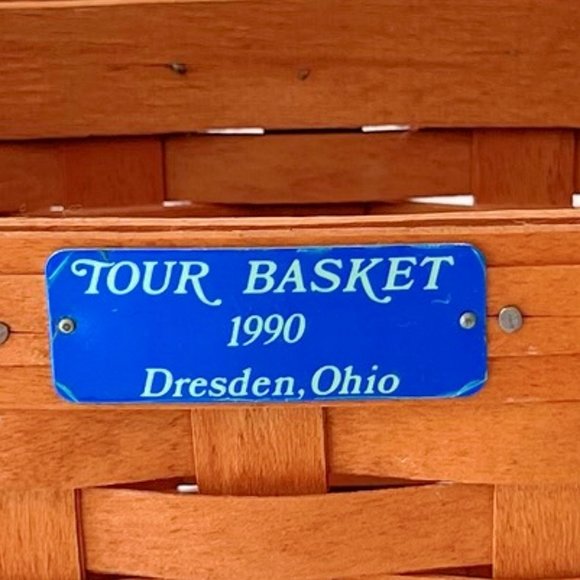 TOUR BASKET
1990
Dresden, Ohio